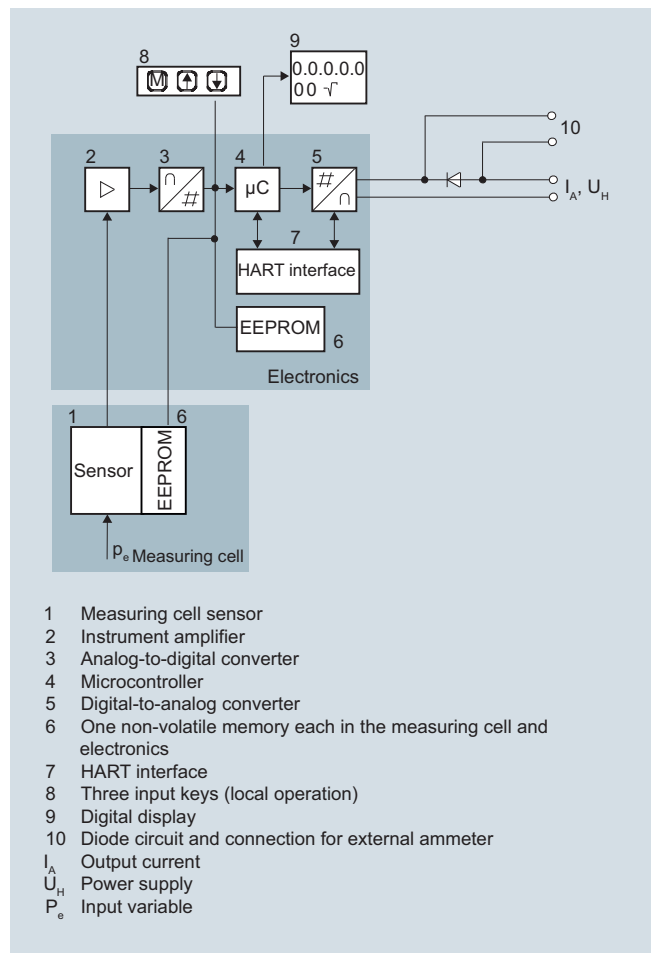 8
M
9
0.0.0.0.0
00 √
10
2
3
∩
#
4
µC
5
#
∩
I_A, U_H
7
HART interface
EEPROM
6
Electronics
1
6
Sensor
EEPROM
p_e Measuring cell
1 Measuring cell sensor
2 Instrument amplifier
3 Analog-to-digital converter
4 Microcontroller
5 Digital-to-analog converter
6 One non-volatile memory each in the measuring cell and
electronics
7 HART interface
8 Three input keys (local operation)
9 Digital display
10 Diode circuit and connection for external ammeter
I_A Output current
U_H Power supply
P_e Input variable